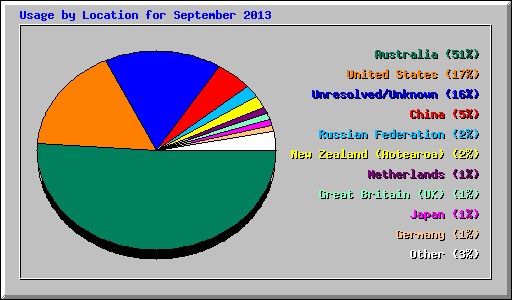 Usage by Location for September 2013
Australia (51%)
United States (17%)
Unresolved/Unknown (16%)
China (5%)
Russian Federation (2%)
New Zealand (Aotearoa) (2%)
Netherlands (1%)
Great Britain (UK) (1%)
Japan (1%)
Germany (1%)
Other (3%)